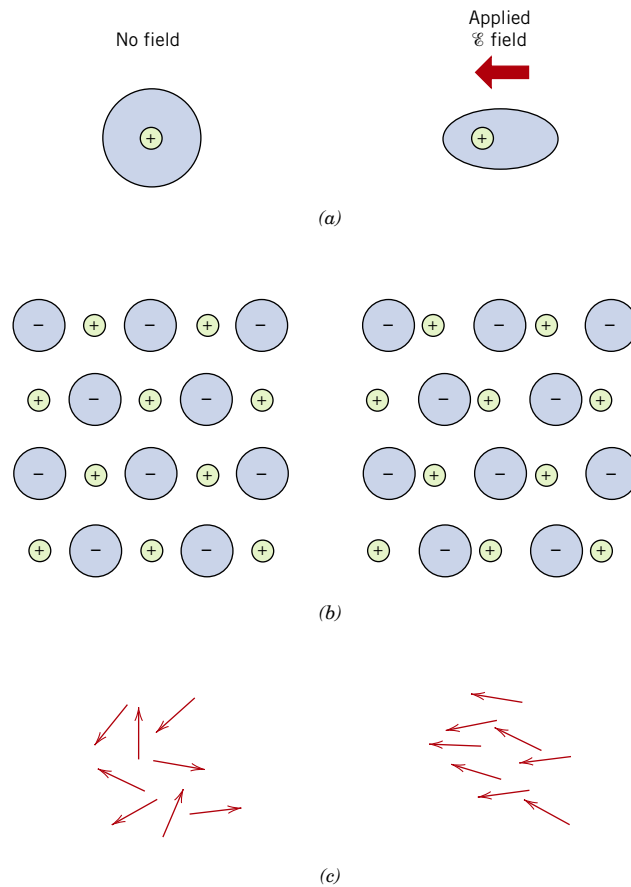 No field
Applied
ℰ field
+
+
(a)
− + − + −
− + − + −
+ − + − +
+ − + − +
− + − + −
− + − + −
+ − + − +
+ − + − +
(b)
(c)